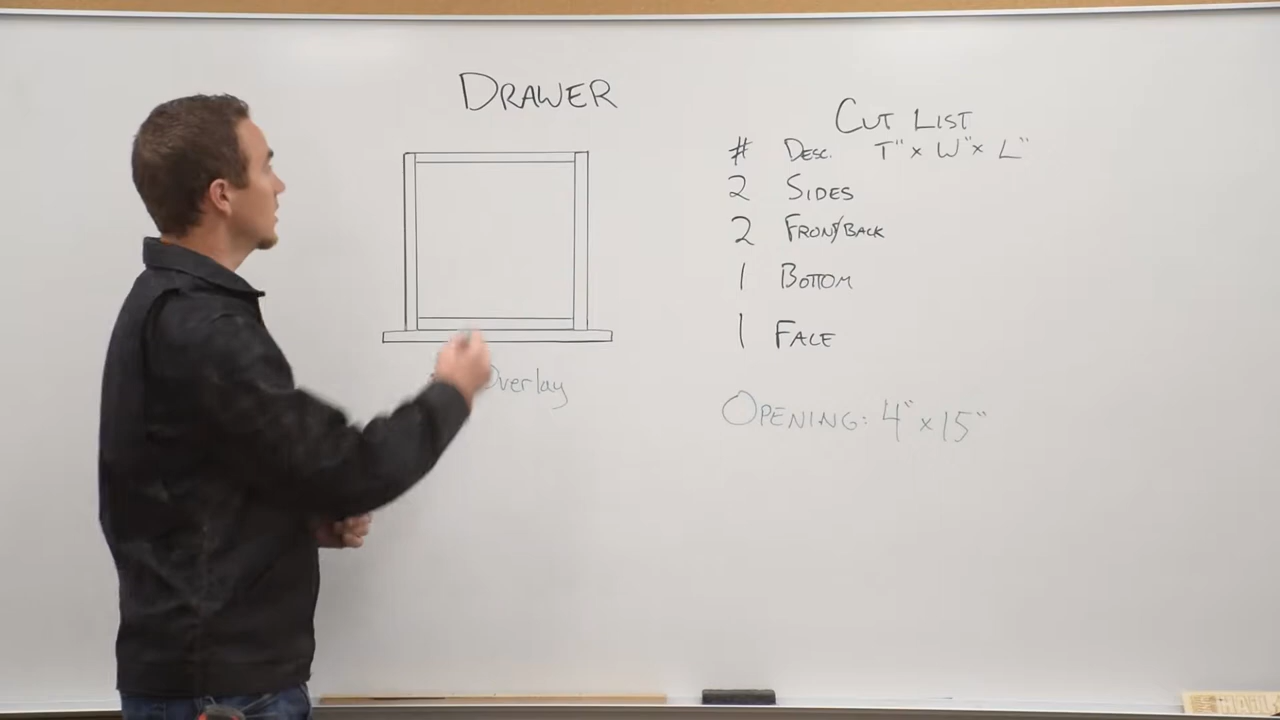 DRAWER
CUT LIST
# DESC. T" x W" x L"
2 SIDES
2 FRONT/BACK
1 BOTTOM
1 FACE
Overlay
OPENING: 4" x 15"